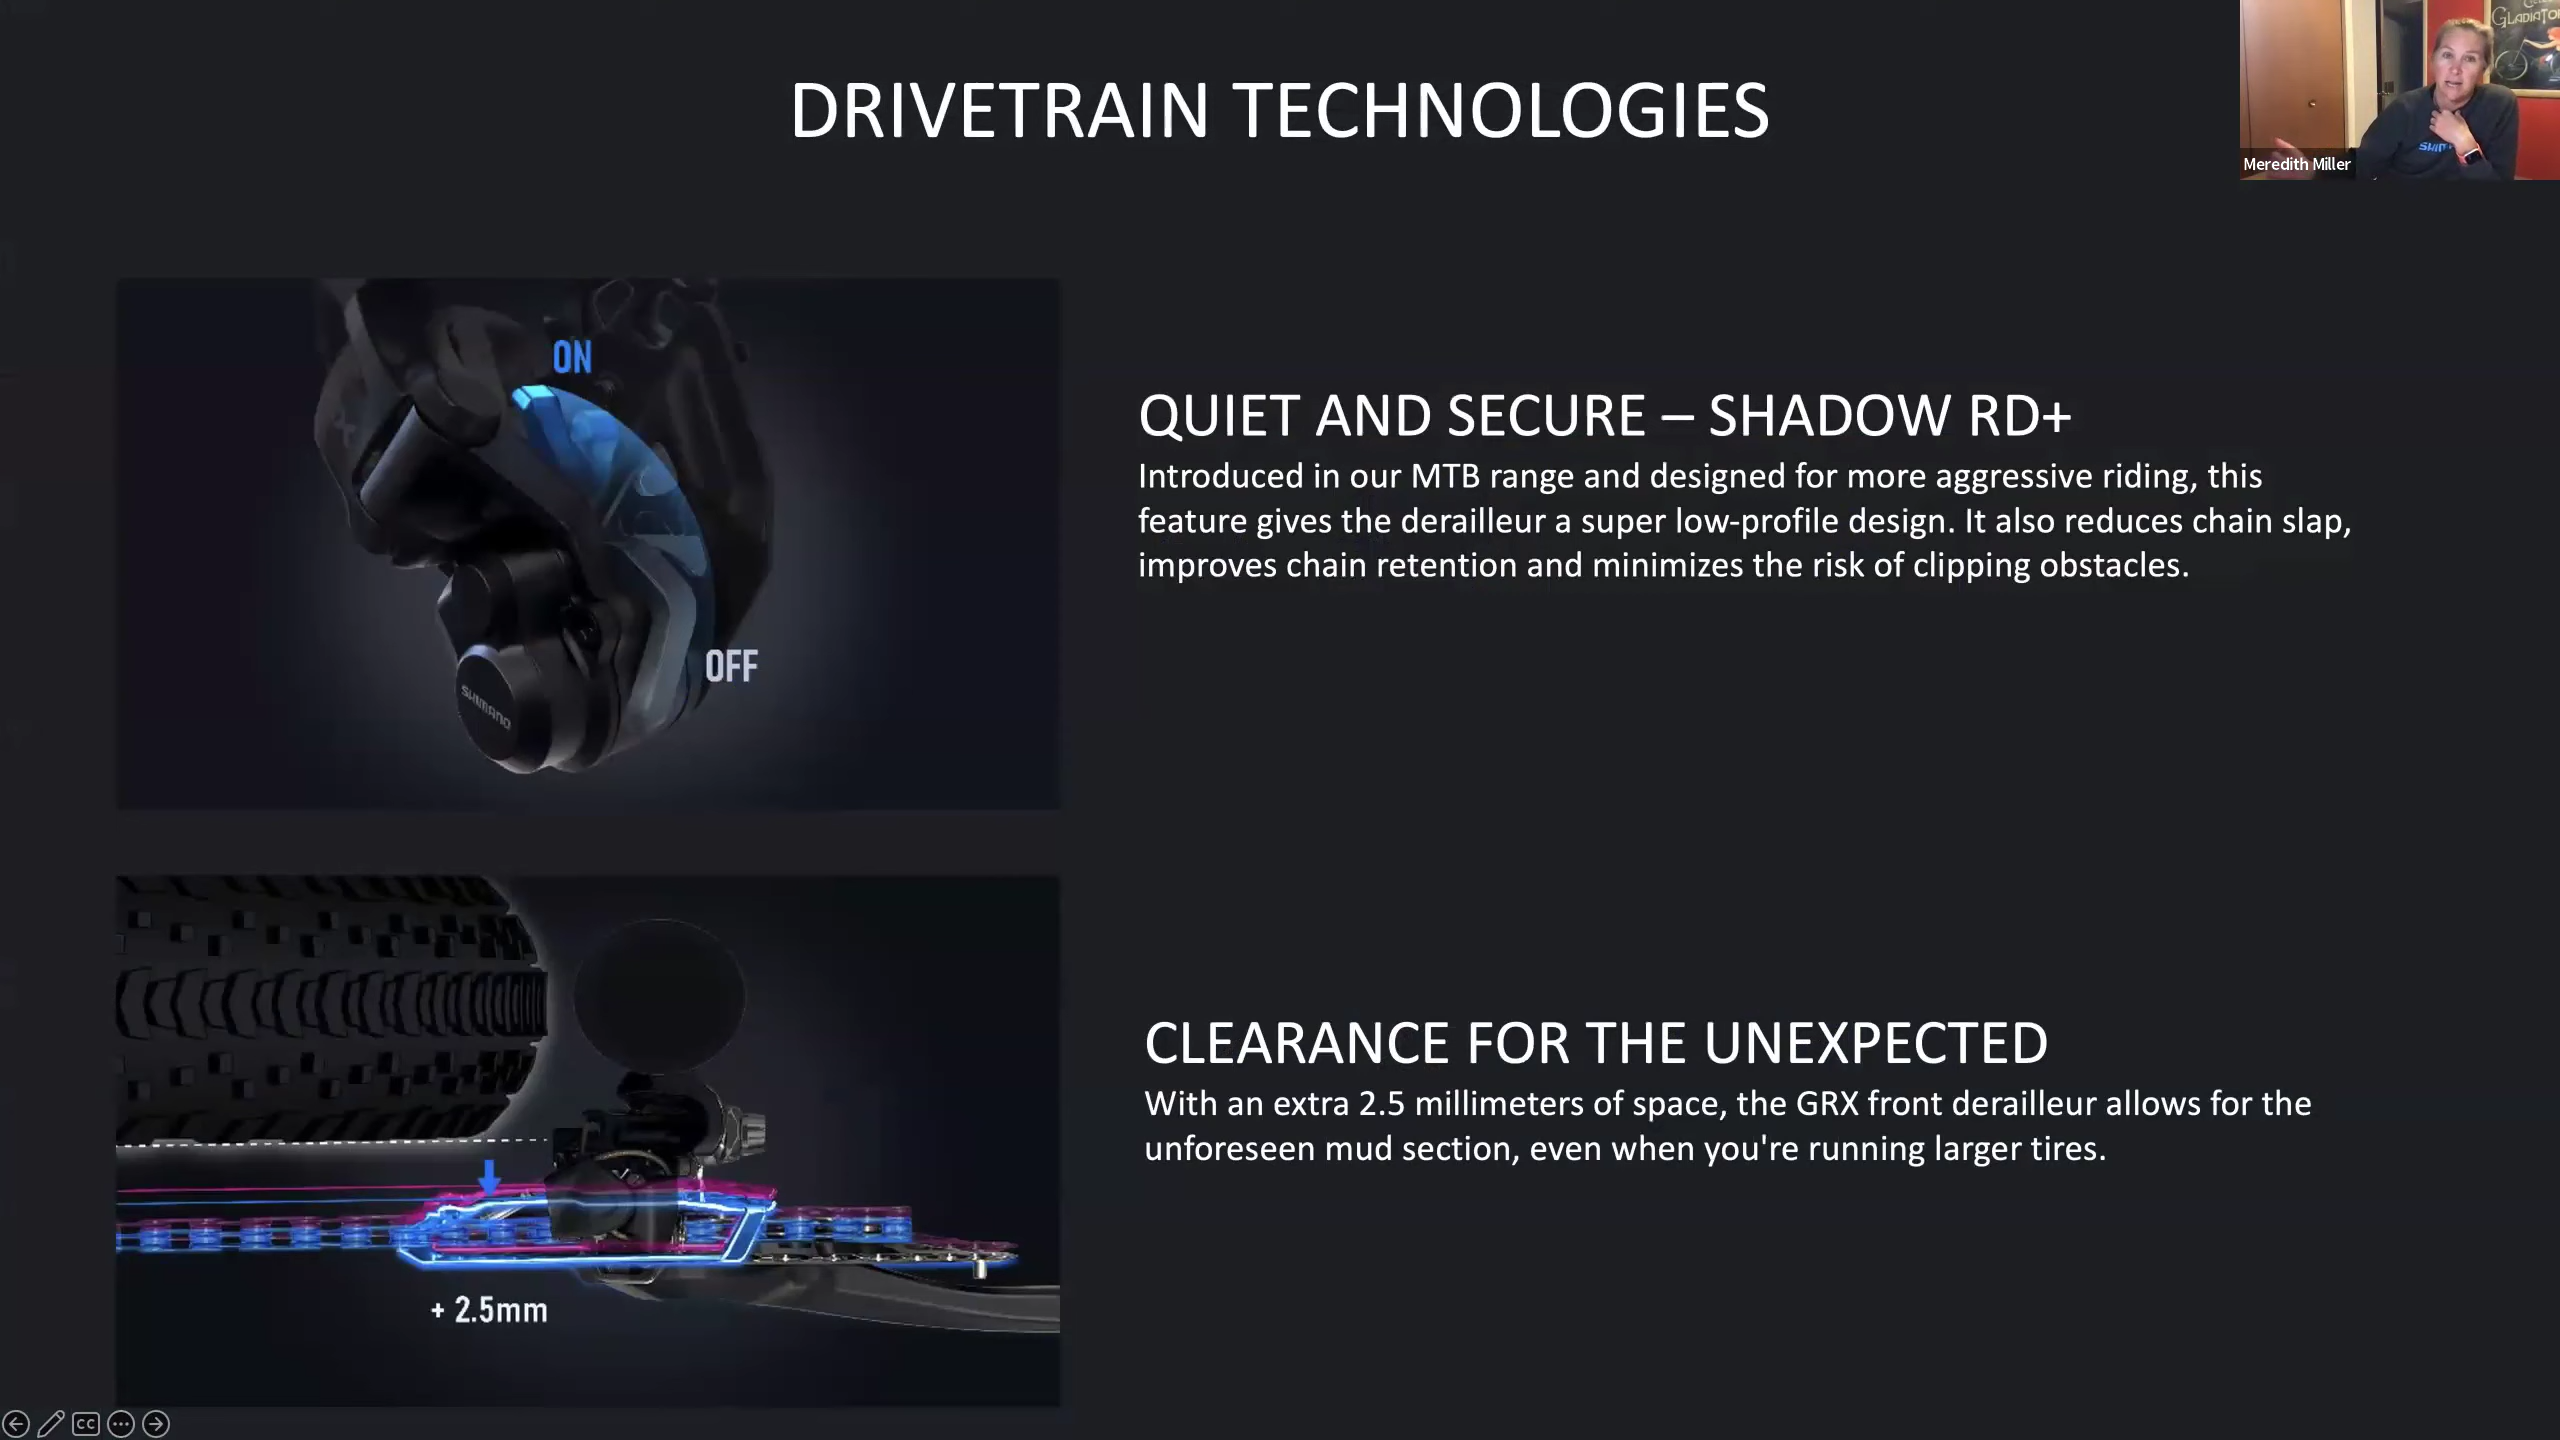 DRIVETRAIN TECHNOLOGIES
Meredith Miller
ON
OFF
SHIMANO
QUIET AND SECURE – SHADOW RD+
Introduced in our MTB range and designed for more aggressive riding, this
feature gives the derailleur a super low-profile design. It also reduces chain slap,
improves chain retention and minimizes the risk of clipping obstacles.
CLEARANCE FOR THE UNEXPECTED
With an extra 2.5 millimeters of space, the GRX front derailleur allows for the
unforeseen mud section, even when you're running larger tires.
+ 2.5mm
CC